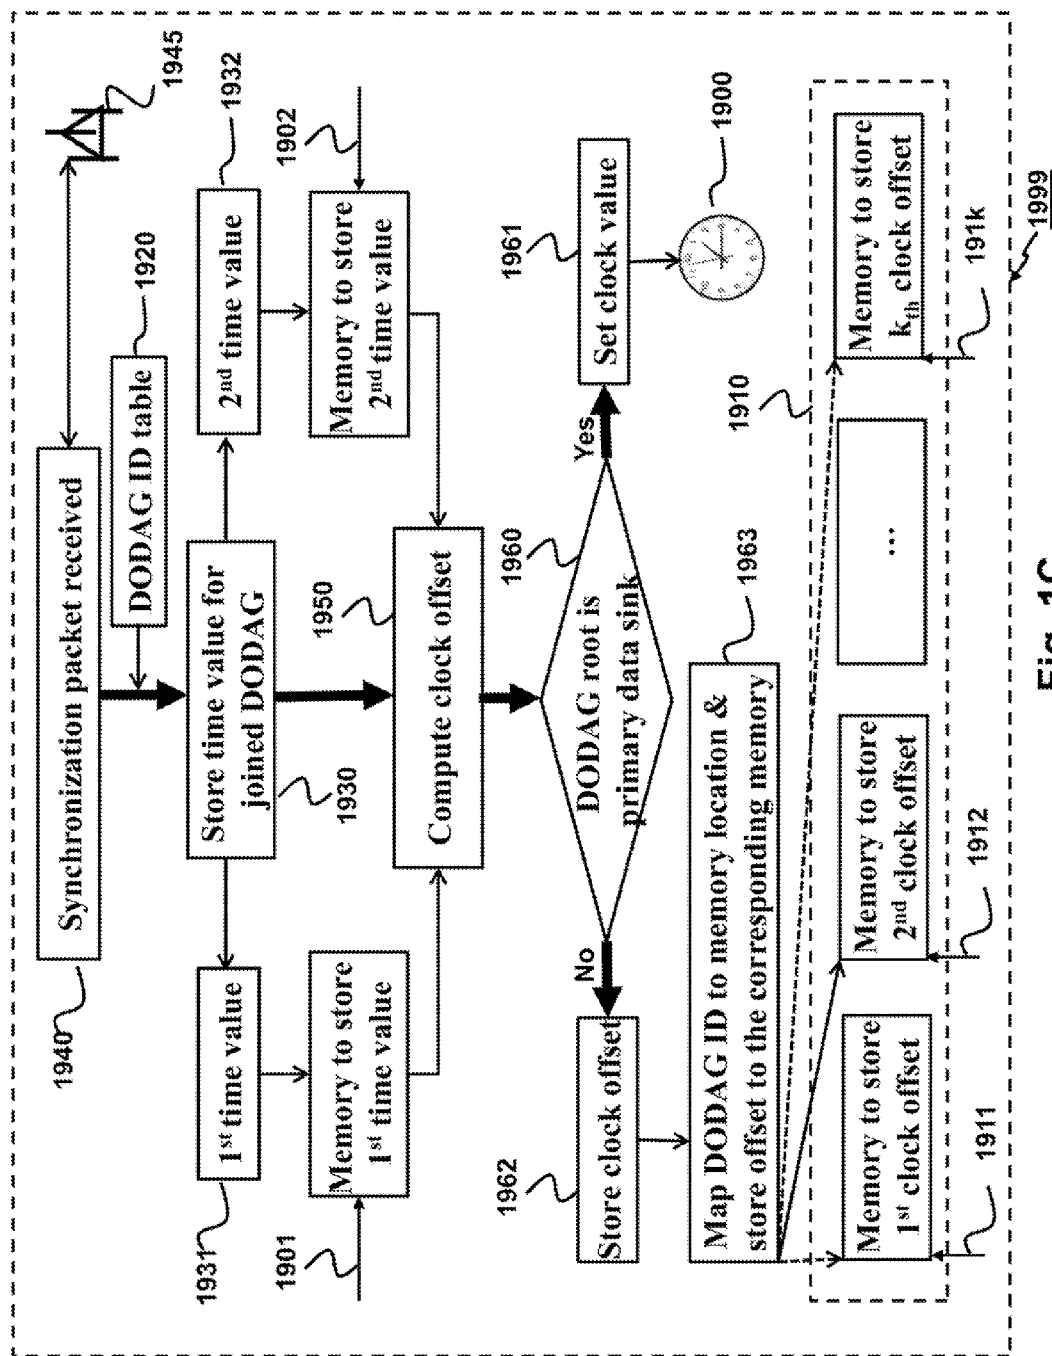 1940
Synchronization packet received
1945
DODAG ID table
1920
1931
1st time value
Store time value for
joined DODAG
1930
2nd time value
1932
1901
Memory to store
1st time value
Memory to store
2nd time value
1902
1950
Compute clock offset
1962
Store clock offset
No
DODAG root is
primary data sink
1960
Yes
1961
Set clock value
1900
Map DODAG ID to memory location &
store offset to the corresponding memory
1963
1910
Memory to store
1st clock offset
1911
Memory to store
2nd clock offset
1912
...
Memory to store
kth clock offset
191k
1999
Fig. 1C